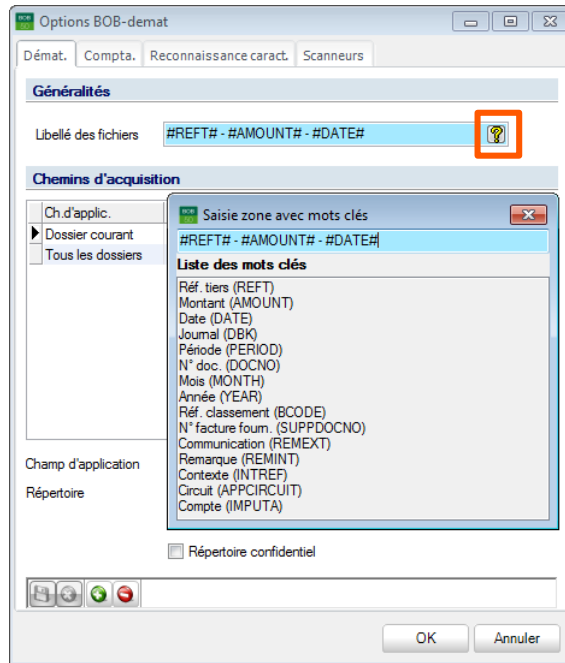 Options BOB-demat
Démat. Compta. Reconnaissance caract. Scanneurs
Généralités
Libellé des fichiers #REFT# - #AMOUNT# - #DATE#
Chemins d'acquisition
Ch.d'applic.
Dossier courant
Tous les dossiers
Saisie zone avec mots clés
#REFT# - #AMOUNT# - #DATE#
Liste des mots clés
Réf. tiers (REFT)
Montant (AMOUNT)
Date (DATE)
Journal (DBK)
Période (PERIOD)
N° doc. (DOCNO)
Mois (MONTH)
Année (YEAR)
Réf. classement (BCODE)
N° facture fourn. (SUPPDOCNO)
Communication (REMEXT)
Remarque (REMINT)
Contexte (INTREF)
Circuit (APPCIRCUIT)
Compte (IMPUTA)
Champ d'application
Répertoire
Répertoire confidentiel
OK Annuler